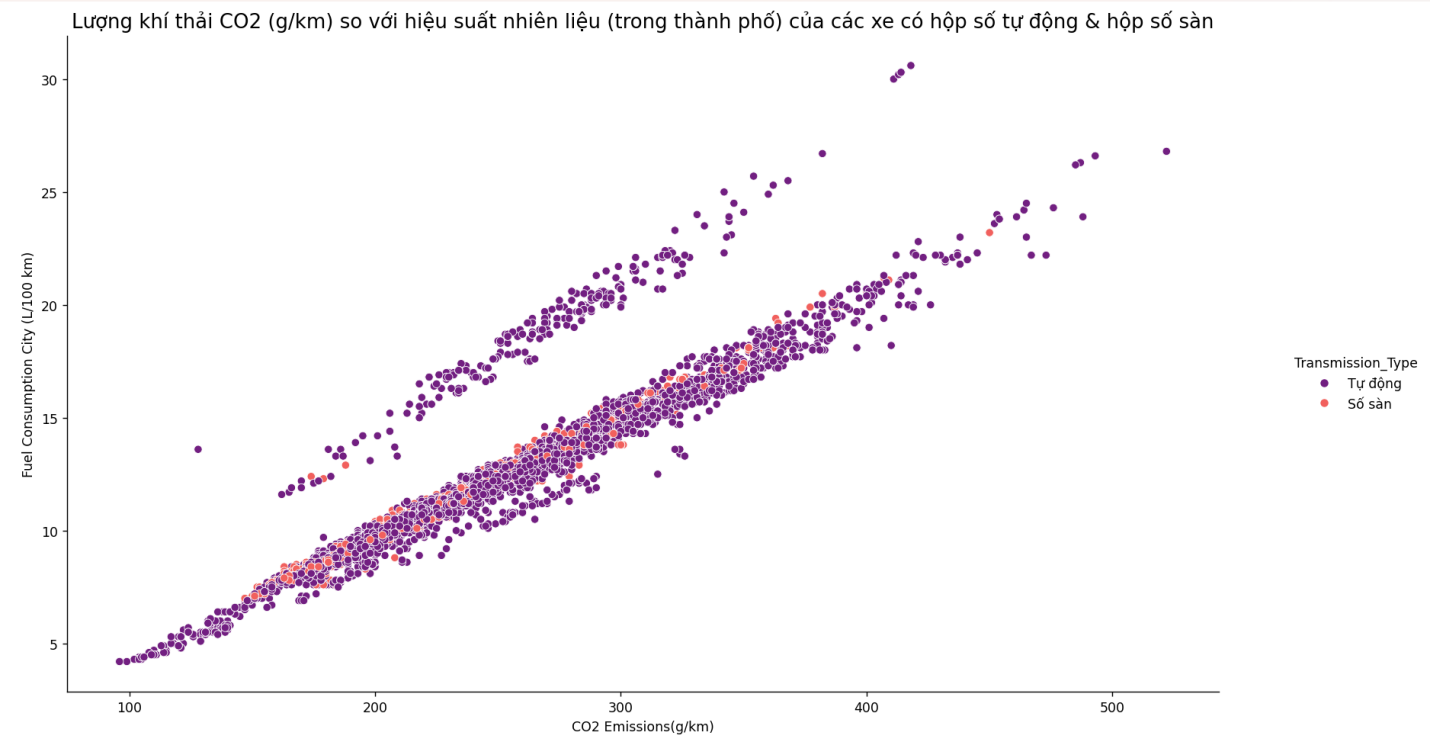 Lượng khí thải CO2 (g/km) so với hiệu suất nhiên liệu (trong thành phố) của các xe có hộp số tự động & hộp số sàn
30
25
20
15
10
5
Fuel Consumption City (L/100 km)
100 200 300 400 500
CO2 Emissions(g/km)
Transmission_Type
Tự động
Số sàn